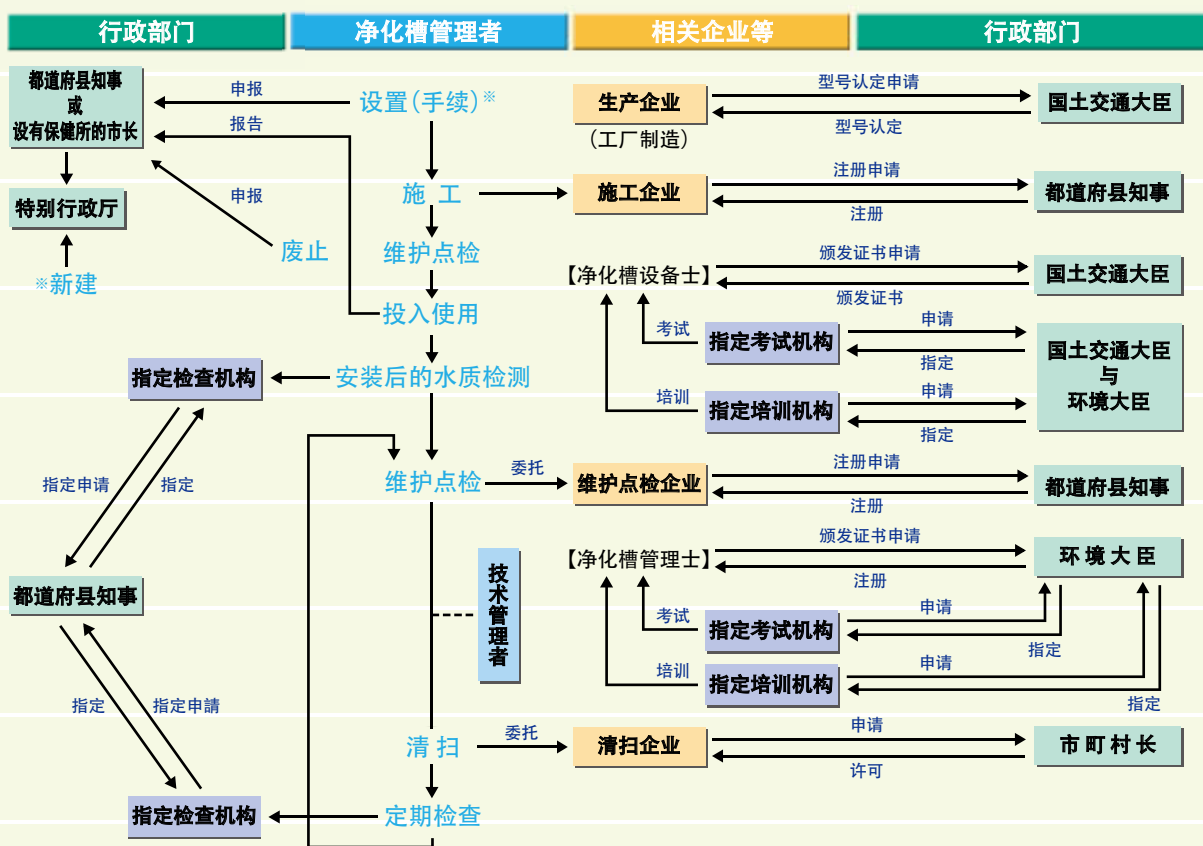 行政部门
净化槽管理者
相关企业等
行政部门
都道府县知事
或
设有保健所的市长
申报
报告
设置(手续)※
生产企业
(工厂制造)
型号认定申请
型号认定
国土交通大臣
特别行政厅
申报
施 工
施工企业
注册申请
注册
都道府县知事
※新建
废止
维护点检
【净化槽设备士】
颁发证书申请
颁发证书
国土交通大臣
投入使用
考试
指定考试机构
申请
指定
国土交通大臣
与
环境大臣
指定检查机构
安装后的水质检测
培训
指定培训机构
申请
指定
指定申请
指定
维护点检
委托
维护点检企业
注册申请
注册
都道府县知事
【净化槽管理士】
颁发证书申请
注册
环境大臣
都道府县知事
技术管理者
考试
指定考试机构
申请
指定
培训
指定培训机构
申请
指定
指定
指定申請
清扫
委托
清扫企业
申请
许可
市町村长
指定检查机构
定期检查